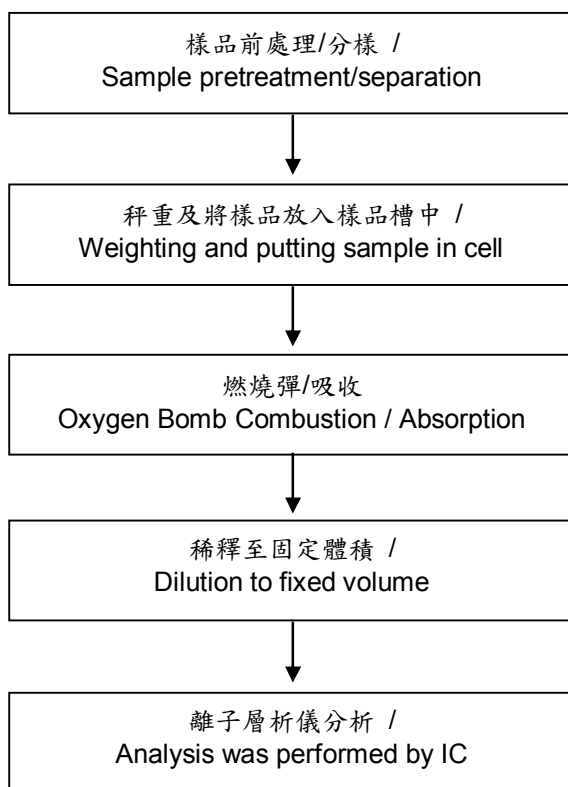 樣品前處理/分樣 /
Sample pretreatment/separation
秤重及將樣品放入樣品槽中 /
Weighting and putting sample in cell
燃燒彈/吸收
Oxygen Bomb Combustion / Absorption
稀釋至固定體積 /
Dilution to fixed volume
離子層析儀分析 /
Analysis was performed by IC